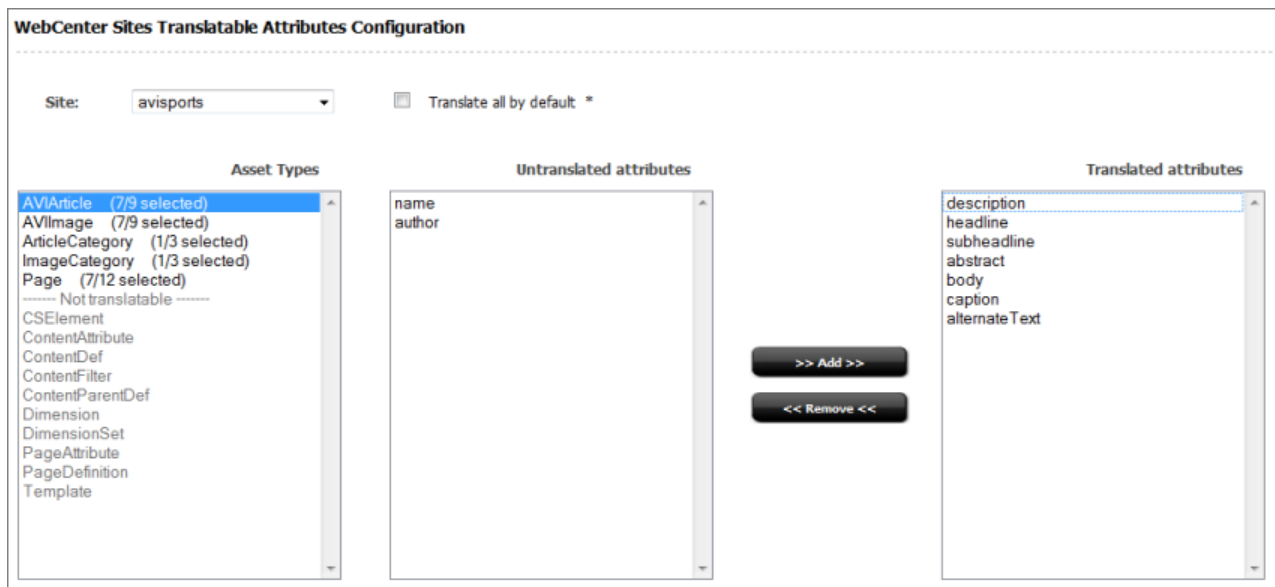 WebCenter Sites Translatable Attributes Configuration
Site: avisports Translate all by default *
Asset Types
AVIArticle (7/9 selected)
AVIImage (7/9 selected)
ArticleCategory (1/3 selected)
ImageCategory (1/3 selected)
Page (7/12 selected)
------- Not translatable -------
CSElement
ContentAttribute
ContentDef
ContentFilter
ContentParentDef
Dimension
DimensionSet
PageAttribute
PageDefinition
Template
Untranslated attributes
name
author
>> Add >>
<< Remove <<
Translated attributes
description
headline
subheadline
abstract
body
caption
alternateText